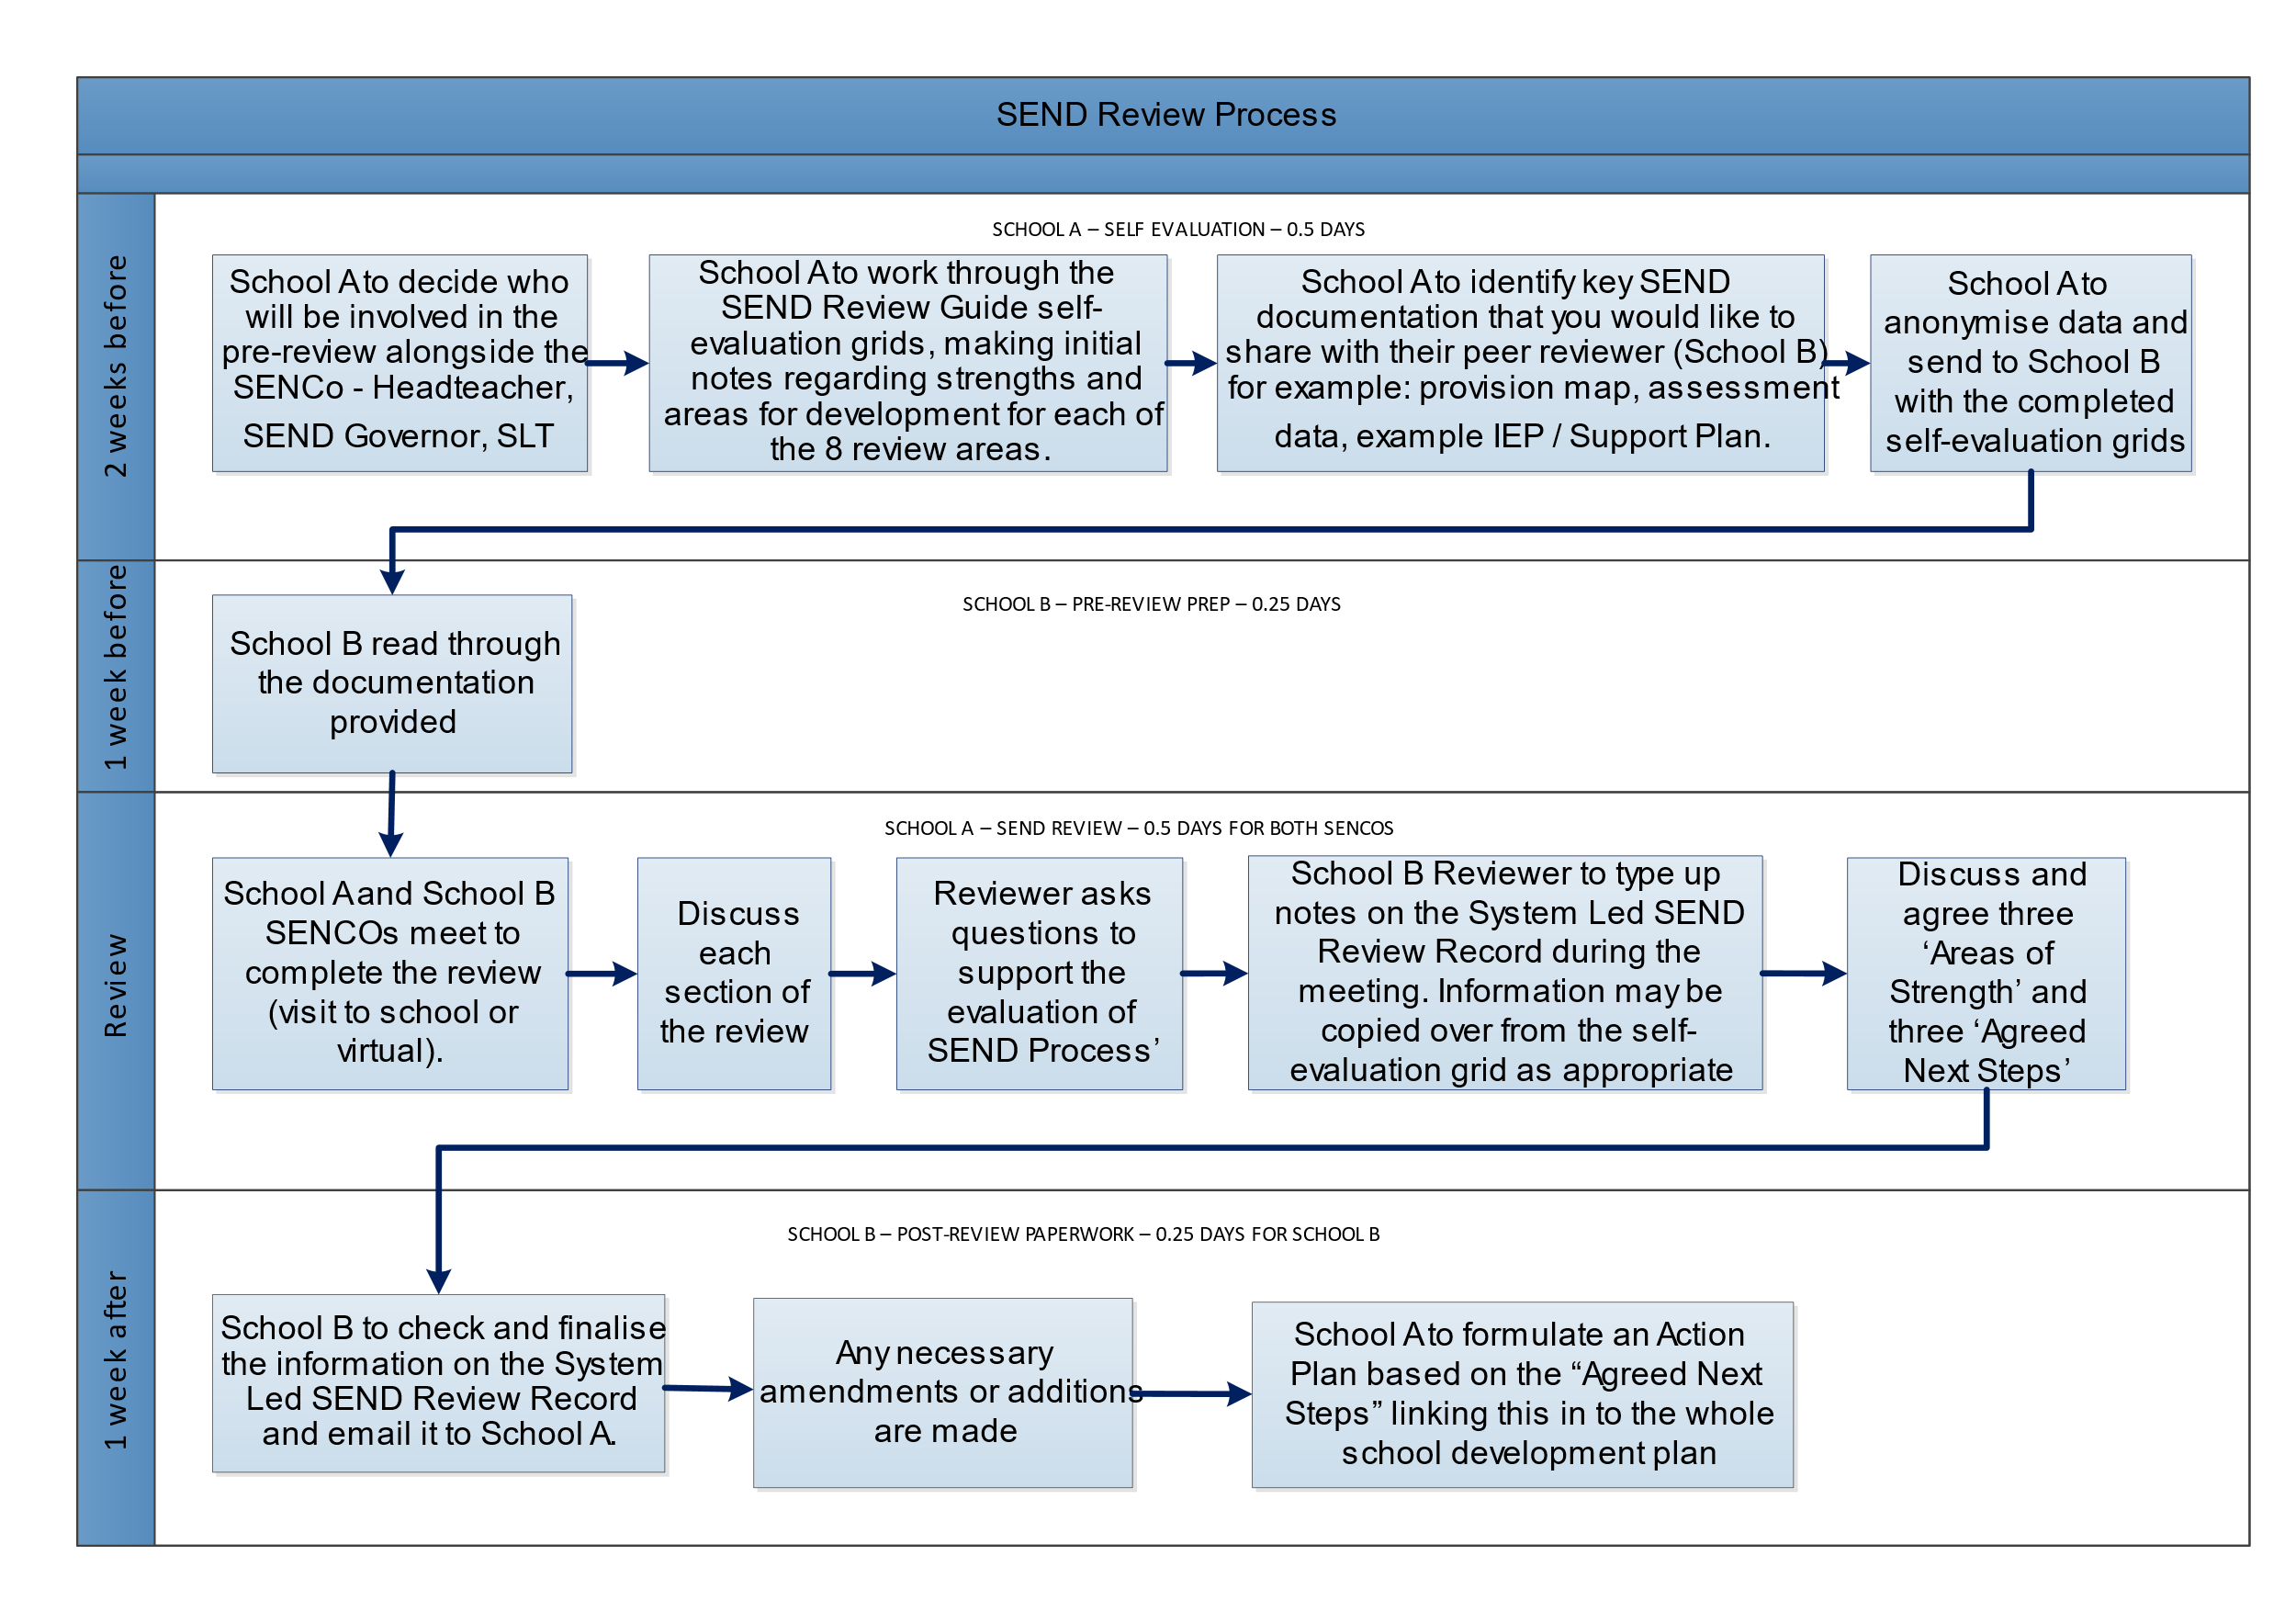 SEND Review Process
2 weeks before
SCHOOL A – SELF EVALUATION – 0.5 DAYS
School A to decide who
will be involved in the
pre-review alongside the
SENCo - Headteacher,
SEND Governor, SLT
School A to work through the
SEND Review Guide self-
evaluation grids, making initial
notes regarding strengths and
areas for development for each of
the 8 review areas.
School A to identify key SEND
documentation that you would like to
share with their peer reviewer (School B)
for example: provision map, assessment
data, example IEP / Support Plan.
School A to
anonymise data and
send to School B
with the completed
self-evaluation grids
1 week before
SCHOOL B – PRE-REVIEW PREP – 0.25 DAYS
School B read through
the documentation
provided
Review
SCHOOL A – SEND REVIEW – 0.5 DAYS FOR BOTH SENCOS
School A and School B
SENCOs meet to
complete the review
(visit to school or
virtual).
Discuss
each
section of
the review
Reviewer asks
questions to
support the
evaluation of
SEND Process’
School B Reviewer to type up
notes on the System Led SEND
Review Record during the
meeting. Information may be
copied over from the self-
evaluation grid as appropriate
Discuss and
agree three
‘Areas of
Strength’ and
three ‘Agreed
Next Steps’
1 week after
SCHOOL B – POST-REVIEW PAPERWORK – 0.25 DAYS FOR SCHOOL B
School B to check and finalise
the information on the System
Led SEND Review Record
and email it to School A.
Any necessary
amendments or additions
are made
School A to formulate an Action
Plan based on the “Agreed Next
Steps” linking this in to the whole
school development plan